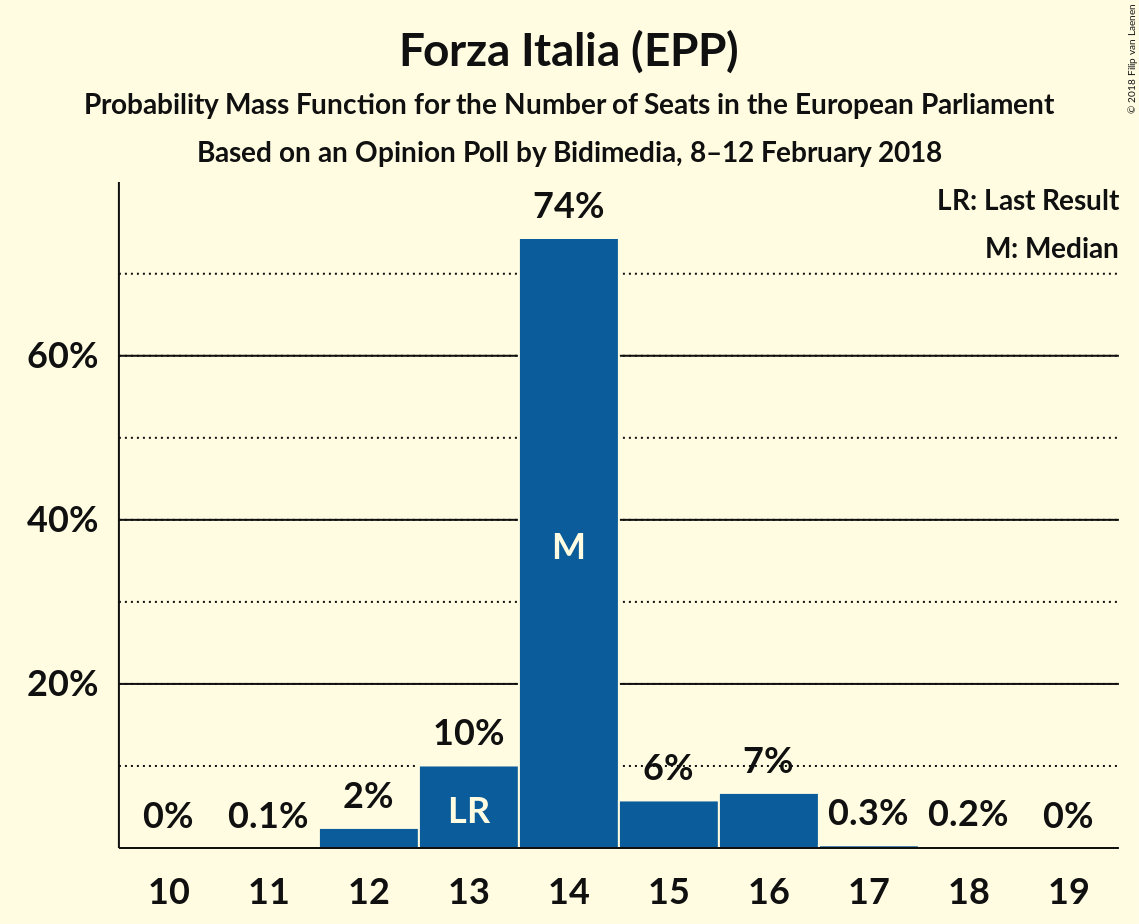 Forza Italia (EPP)
Probability Mass Function for the Number of Seats in the European Parliament
Based on an Opinion Poll by Bidimedia, 8–12 February 2018
© 2018 Filip van Laenen
LR: Last Result
M: Median
74%
60%
40%
20%
M
10%
LR
0%
0.1%
2%
6%
7%
0.3%
0.2%
0%
10 11 12 13 14 15 16 17 18 19